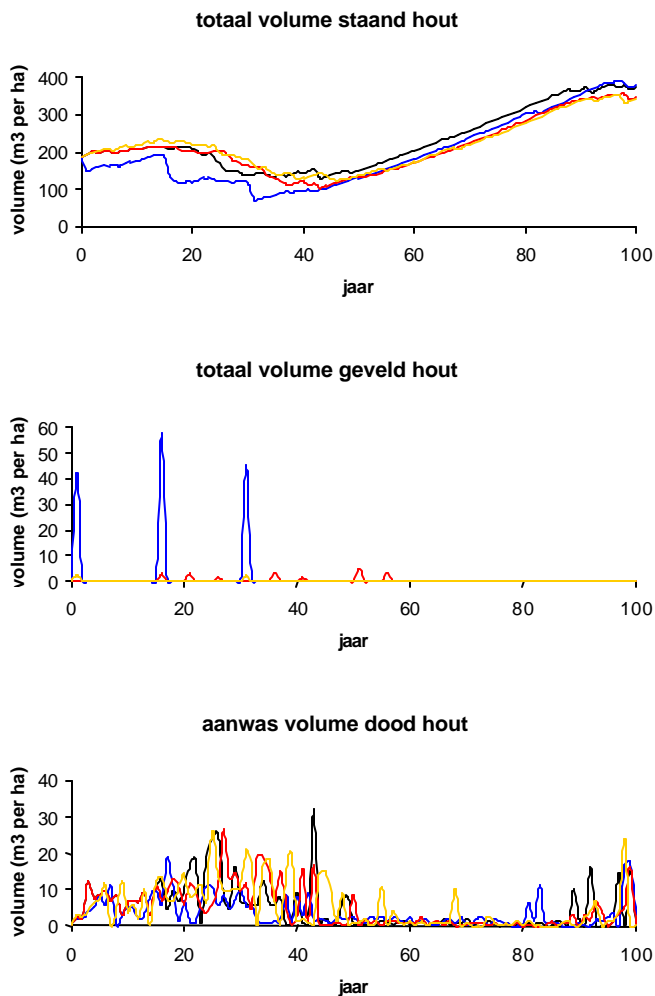 totaal volume staand hout
volume (m3 per ha)
400
300
200
100
0
0 20 40 60 80 100
jaar
totaal volume geveld hout
volume (m3 per ha)
60
50
40
30
20
10
0
0 20 40 60 80 100
jaar
aanwas volume dood hout
volume (m3 per ha)
40
30
20
10
0
0 20 40 60 80 100
jaar